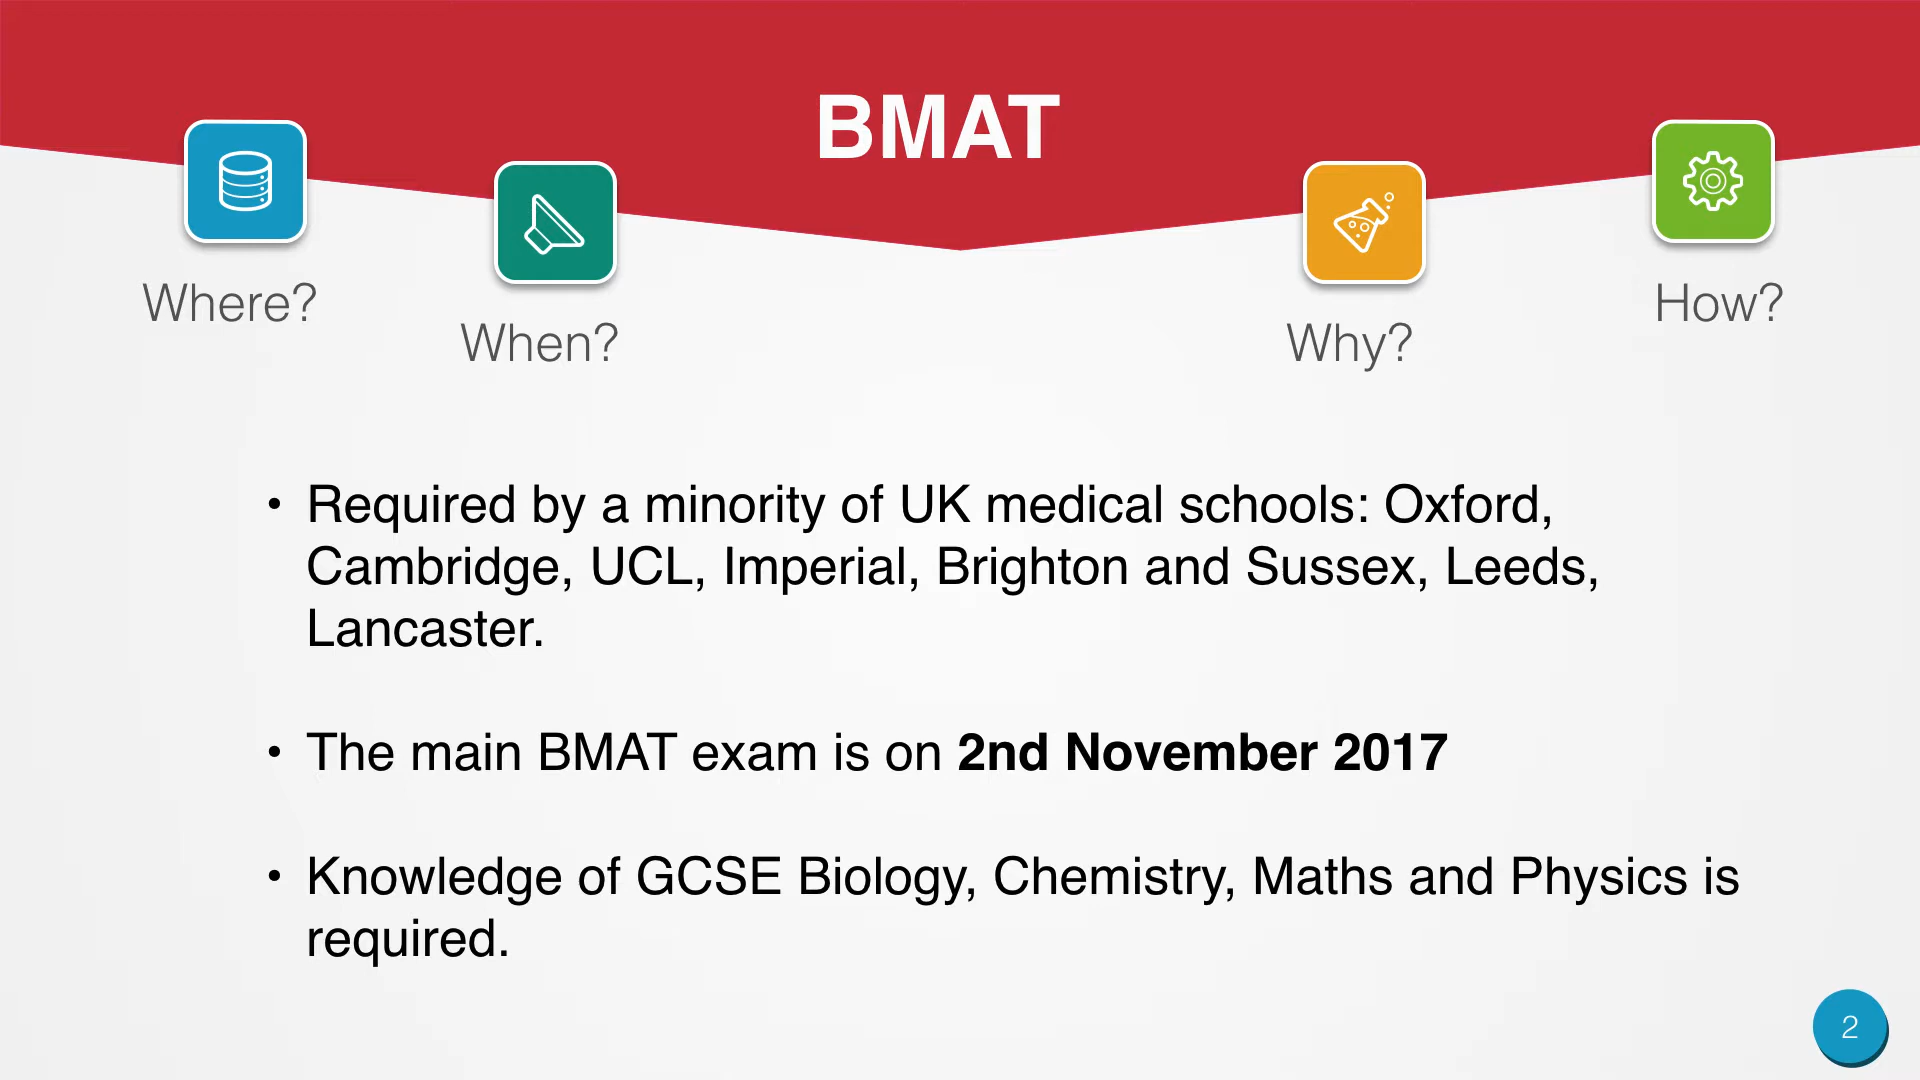 BMAT
Where?
When?
Why?
How?
• Required by a minority of UK medical schools: Oxford,
Cambridge, UCL, Imperial, Brighton and Sussex, Leeds,
Lancaster.
• The main BMAT exam is on 2nd November 2017
• Knowledge of GCSE Biology, Chemistry, Maths and Physics is
required.
2